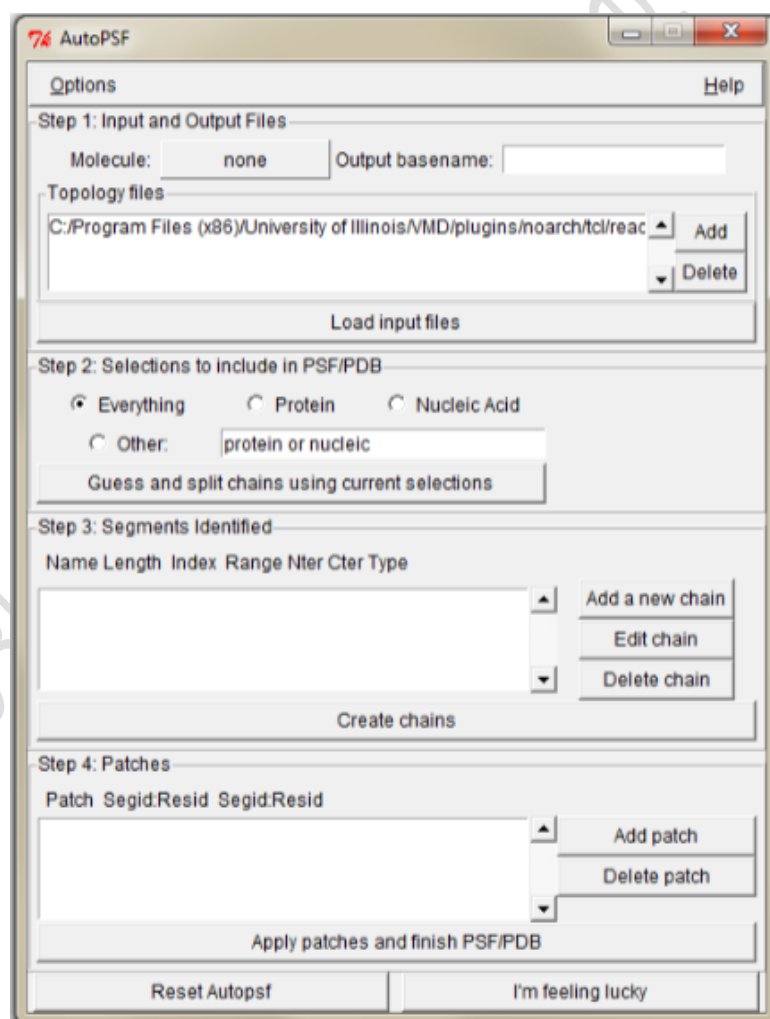 AutoPSF
Options Help
Step 1: Input and Output Files
Molecule: none Output basename:
Topology files
C:/Program Files (x86)/University of Illinois/VMD/plugins/noarch/tcl/reac Add
Delete
Load input files
Step 2: Selections to include in PSF/PDB
Everything Protein Nucleic Acid
Other: protein or nucleic
Guess and split chains using current selections
Step 3: Segments Identified
Name Length Index Range Nter Cter Type
Add a new chain
Edit chain
Delete chain
Create chains
Step 4: Patches
Patch Segid:Resid Segid:Resid
Add patch
Delete patch
Apply patches and finish PSF/PDB
Reset Autopsf I'm feeling lucky